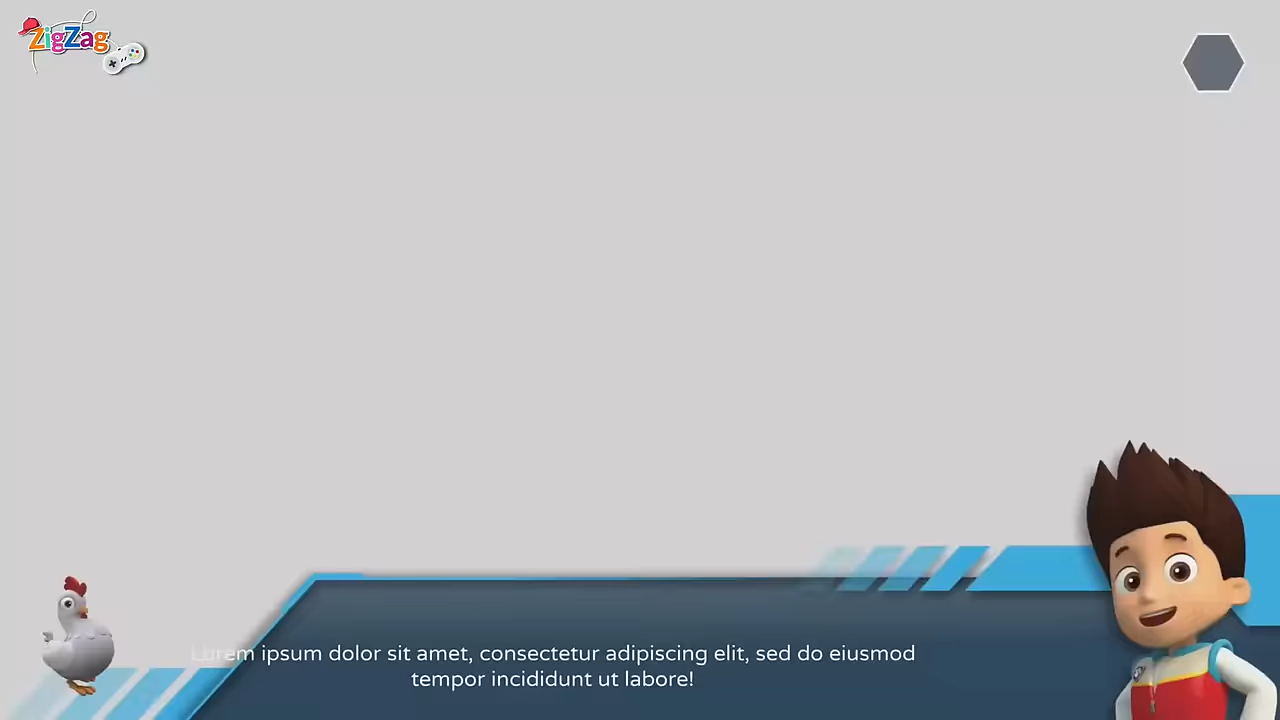 ZigZag
Lorem ipsum dolor sit amet, consectetur adipiscing elit, sed do eiusmod
tempor incididunt ut labore!